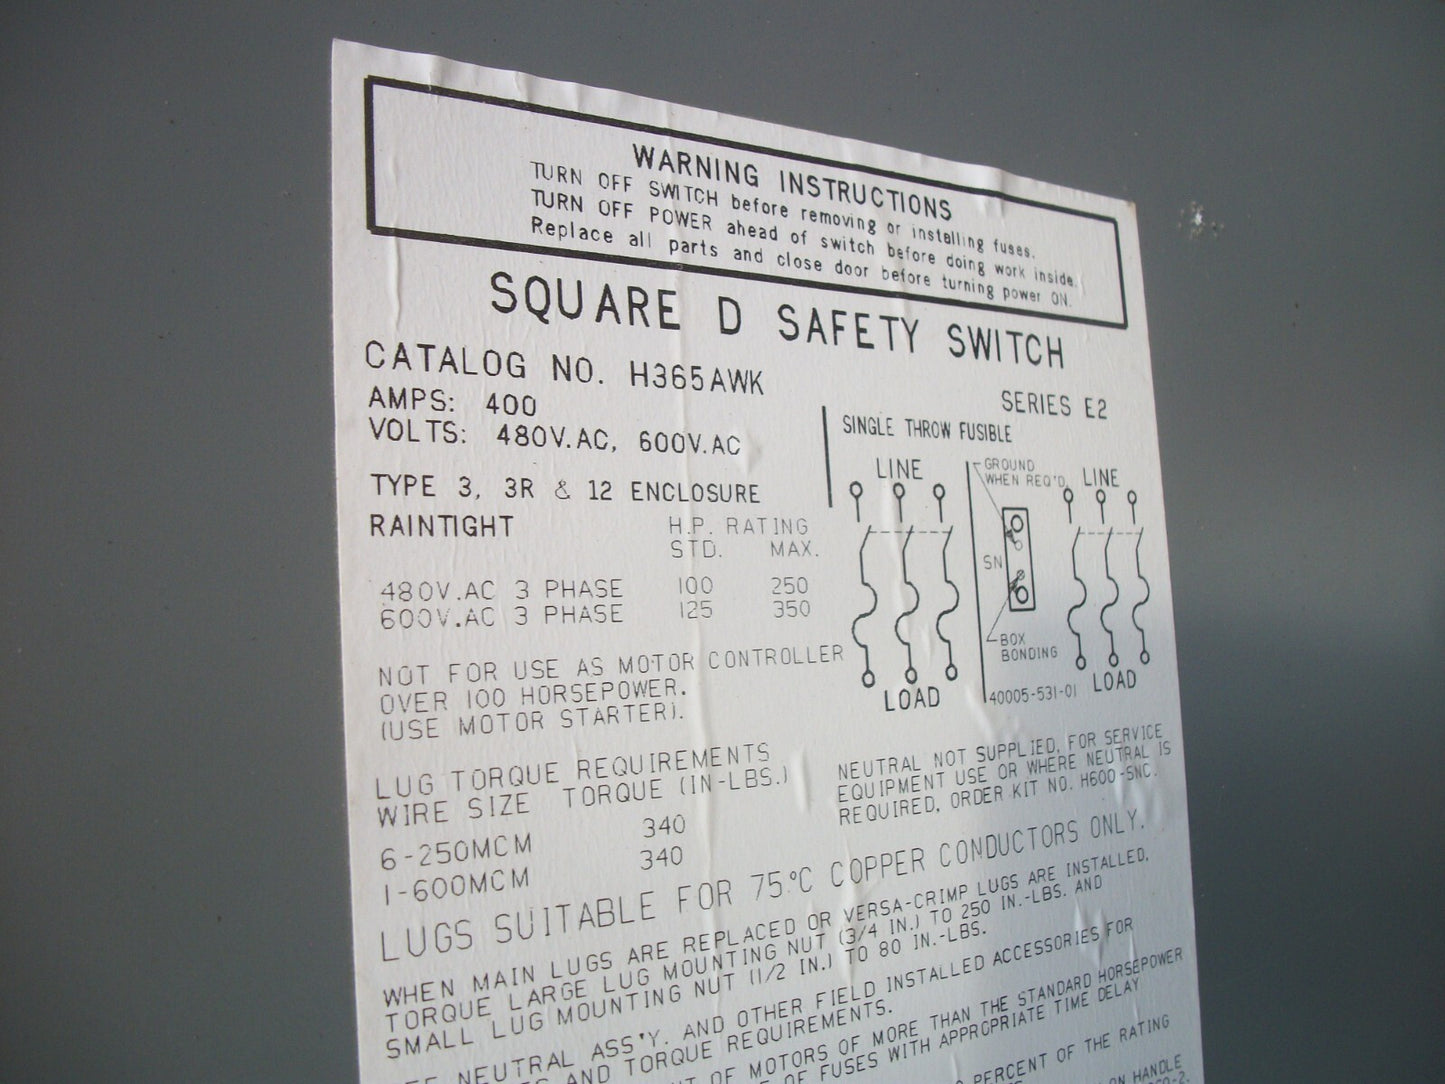 WARNING INSTRUCTIONS
TURN OFF SWITCH before removing or installing fuses.
TURN OFF POWER ahead of switch before doing work inside.
Replace all parts and close door before turning power ON.
SQUARE D SAFETY SWITCH
CATALOG NO. H365AWK
SERIES E2
AMPS: 400
VOLTS: 480V.AC, 600V.AC
TYPE 3, 3R & 12 ENCLOSURE
RAINTIGHT
H.P. RATING
STD. MAX.
480V.AC 3 PHASE 100 250
600V.AC 3 PHASE 125 350
NOT FOR USE AS MOTOR CONTROLLER
OVER 100 HORSEPOWER.
(USE MOTOR STARTER).
SINGLE THROW FUSIBLE
LINE
GROUND
WHEN REQ'D.
LINE
SN
BOX
BONDING
LOAD
40005-531-01
LOAD
LUG TORQUE REQUIREMENTS
WIRE SIZE TORQUE (IN-LBS.)
6-250MCM 340
1-600MCM 340
NEUTRAL NOT SUPPLIED, FOR SERVICE
EQUIPMENT USE OR WHERE NEUTRAL IS
REQUIRED, ORDER KIT NO. H600-SNC.
LUGS SUITABLE FOR 75°C COPPER CONDUCTORS ONLY.
WHEN MAIN LUGS ARE REPLACED OR VERSA-CRIMP LUGS ARE INSTALLED,
TORQUE LARGE LUG MOUNTING NUT (3/4 IN.) TO 250 IN.-LBS. AND
SMALL LUG MOUNTING NUT (1/2 IN.) TO 80 IN.-LBS.
NEUTRAL ASS'Y. AND OTHER FIELD INSTALLED ACCESSORIES FOR
AND TORQUE REQUIREMENTS.
OF MOTORS OF MORE THAN THE STANDARD HORSEPOWER
OF FUSES WITH APPROPRIATE TIME DELAY
PERCENT OF THE RATING
ON HANDLE